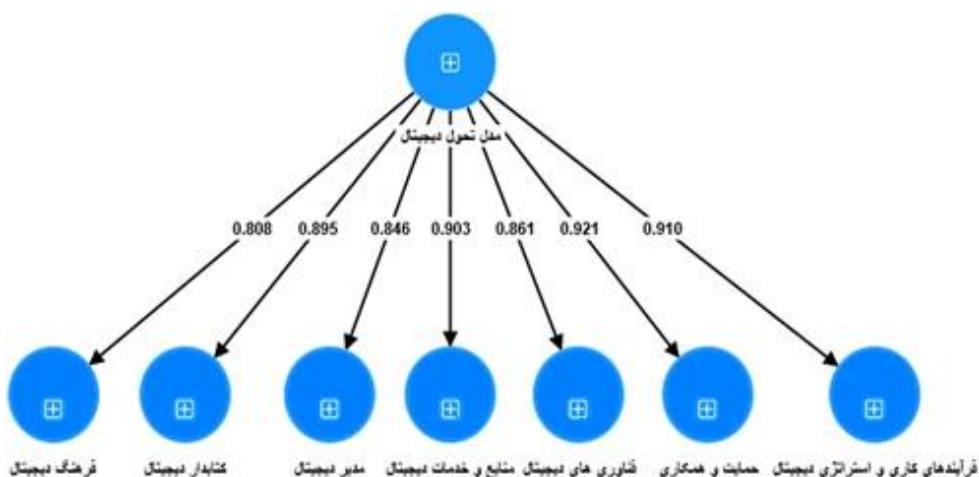 مدل تحول دیجیتال
0.808 0.895 0.846 0.903 0.861 0.921 0.910
فرهنگ دیجیتال
کتابدار دیجیتال
مدیر دیجیتال
منابع و خدمات دیجیتال
فناوری های دیجیتال
حمایت و همکاری
فرآیندهای کاری و استراتژی دیجیتال